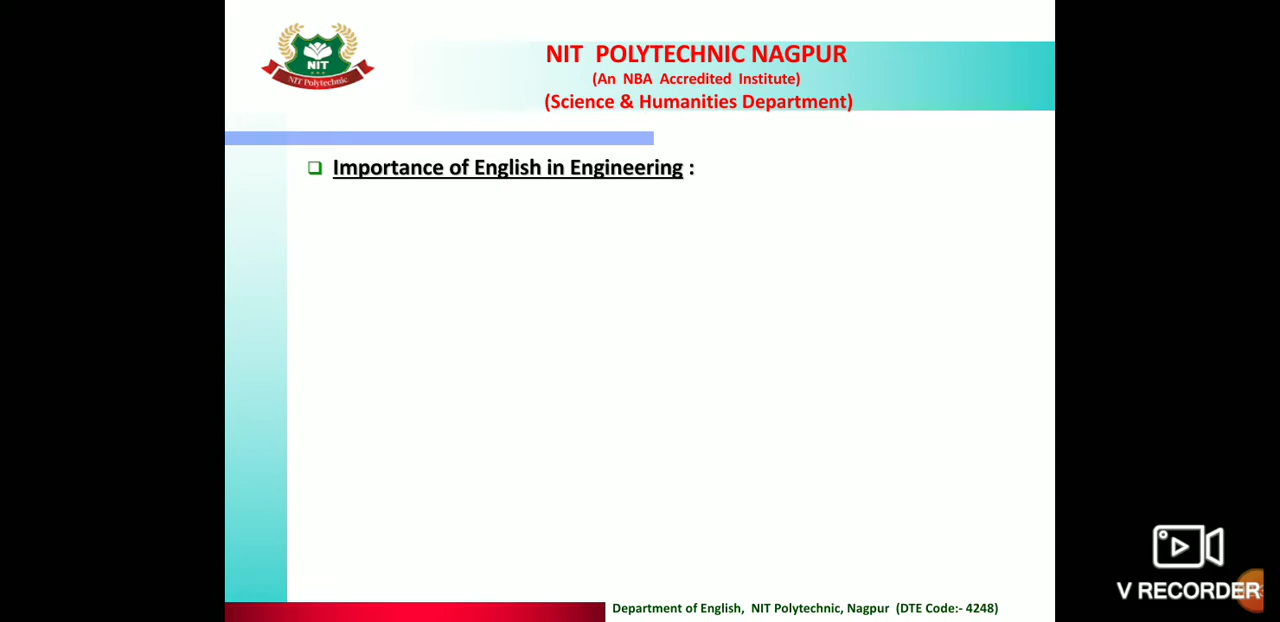 NIT
NIT Polytechnic
NIT POLYTECHNIC NAGPUR
(An NBA Accredited Institute)
(Science & Humanities Department)
Importance of English in Engineering :
V RECORDER
Department of English, NIT Polytechnic, Nagpur (DTE Code:- 4248)